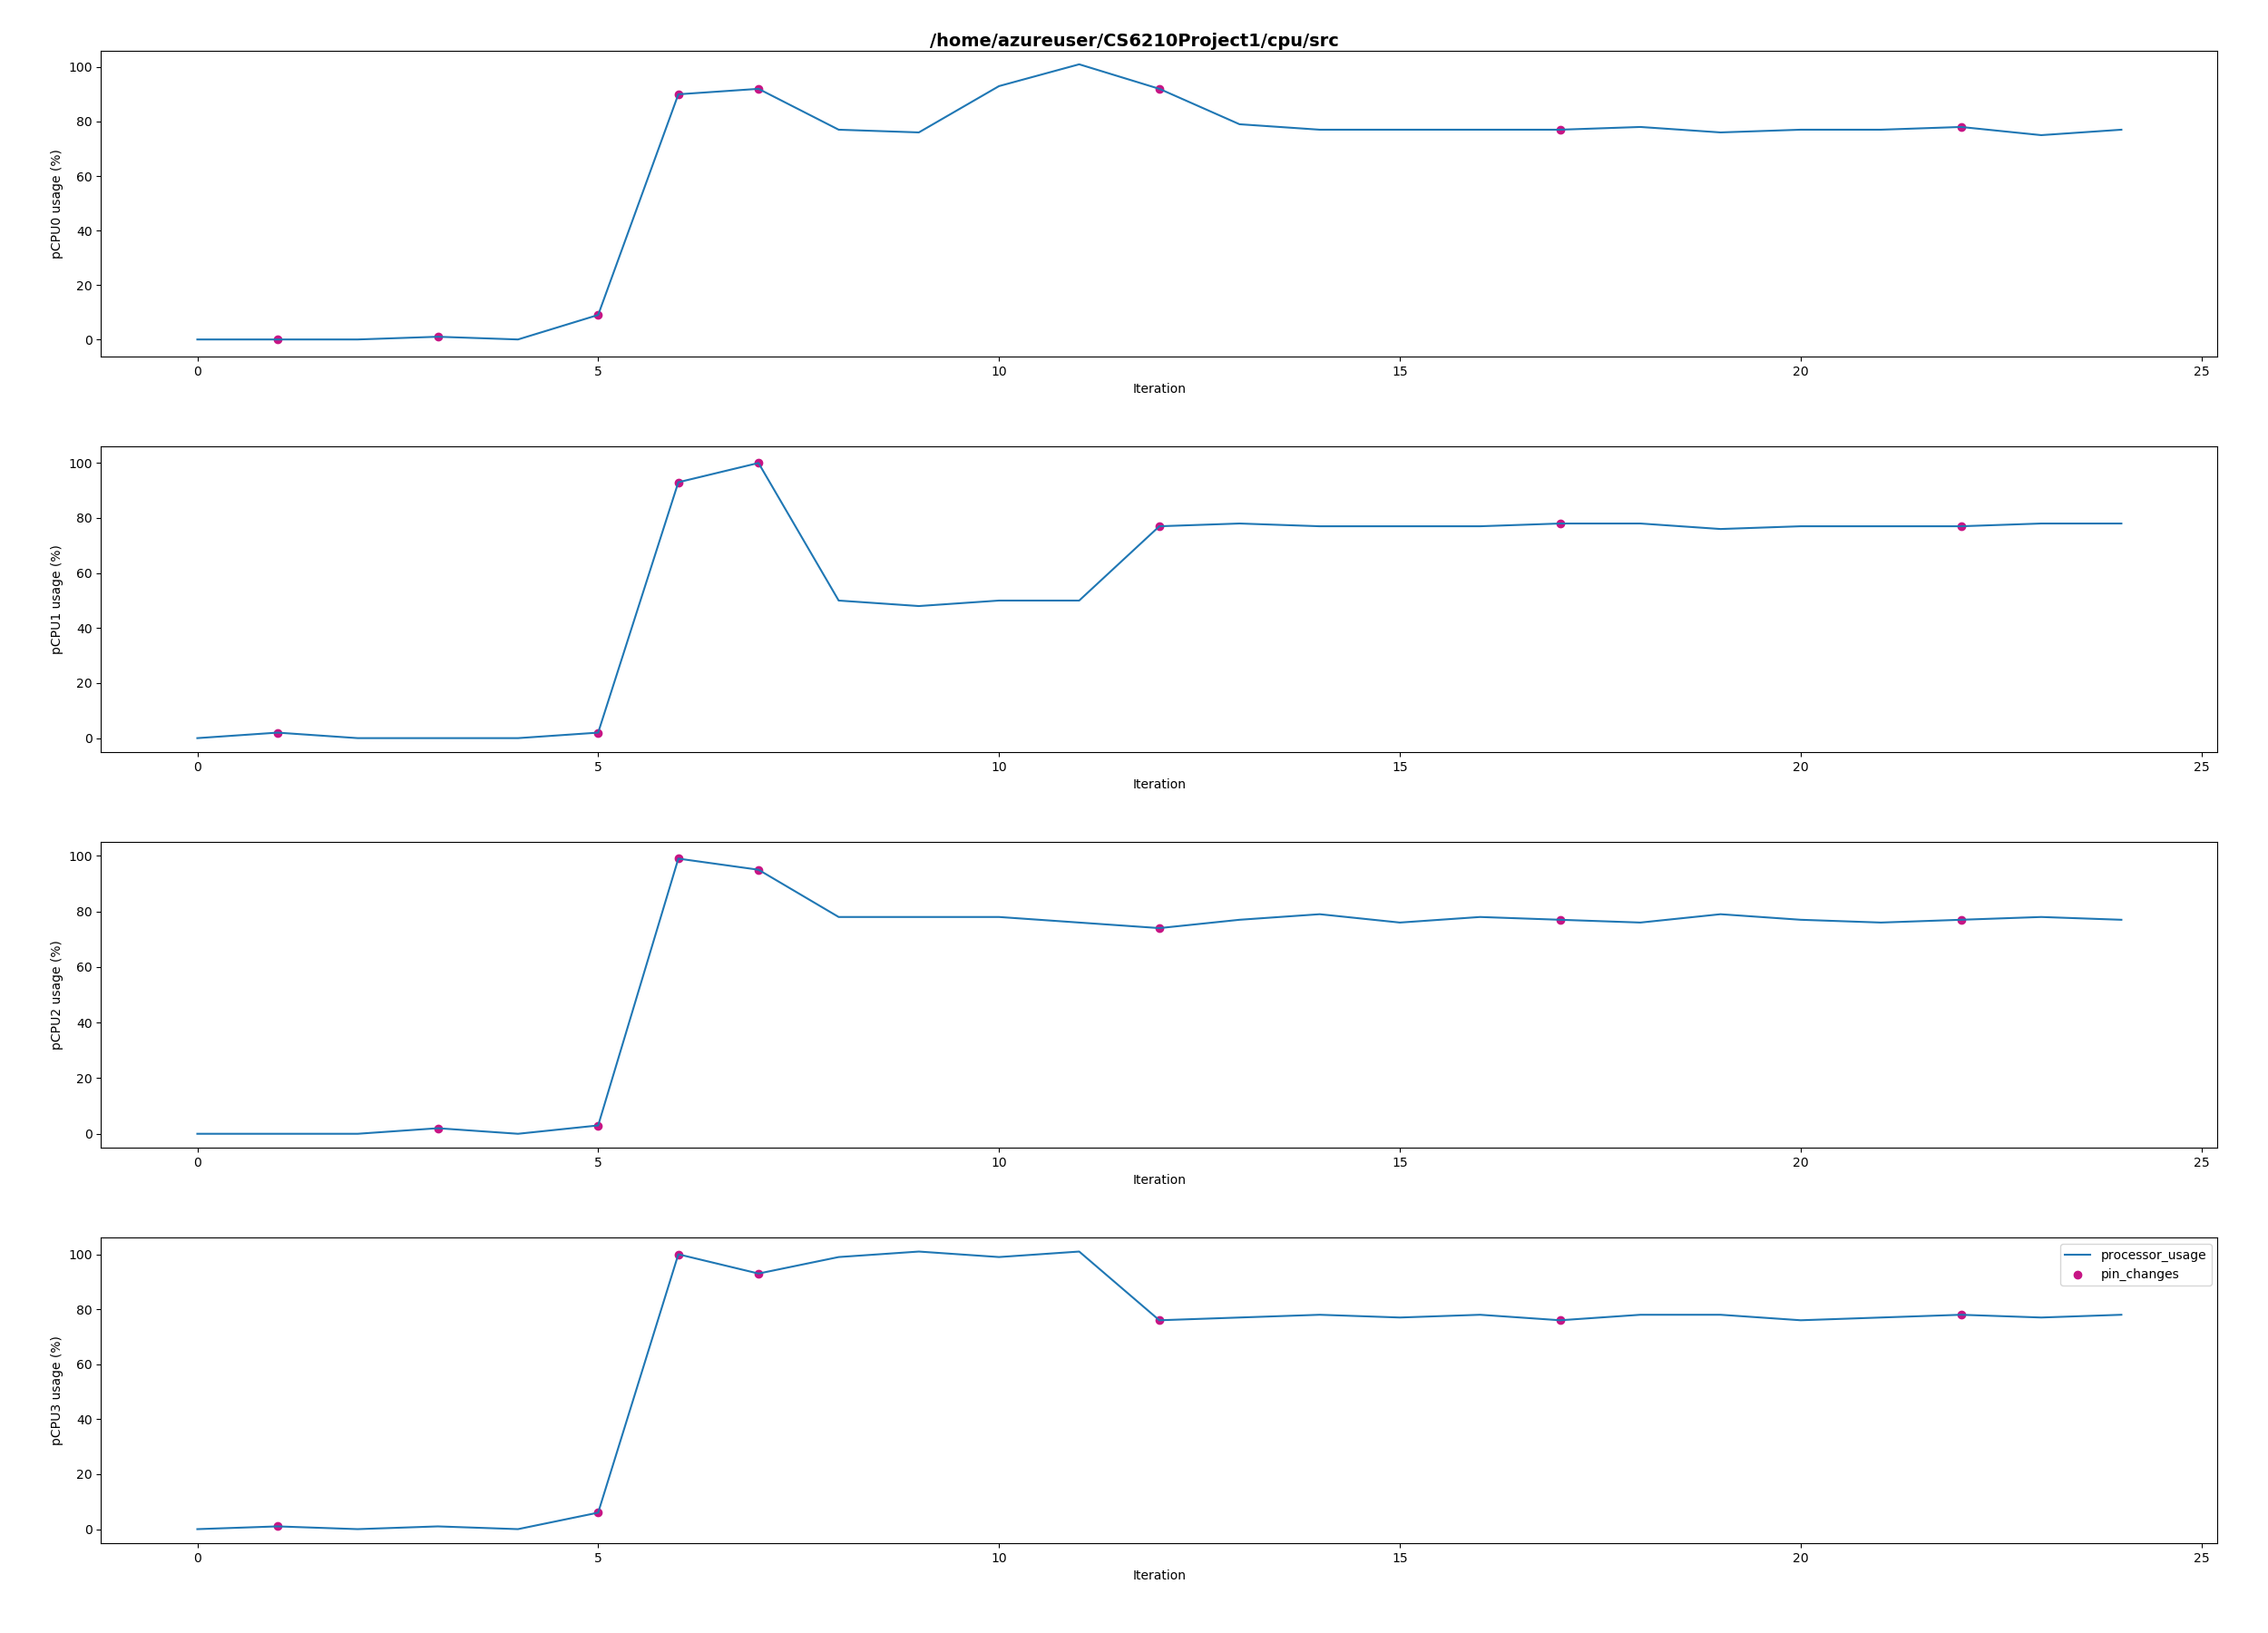 /home/azureuser/CS6210Project1/cpu/src
100
80
60
40
20
0
pCPU0 usage (%)
0 5 10 15 20 25
Iteration
100
80
60
40
20
0
pCPU1 usage (%)
0 5 10 15 20 25
Iteration
100
80
60
40
20
0
pCPU2 usage (%)
0 5 10 15 20 25
Iteration
100
80
60
40
20
0
pCPU3 usage (%)
processor_usage
pin_changes
0 5 10 15 20 25
Iteration